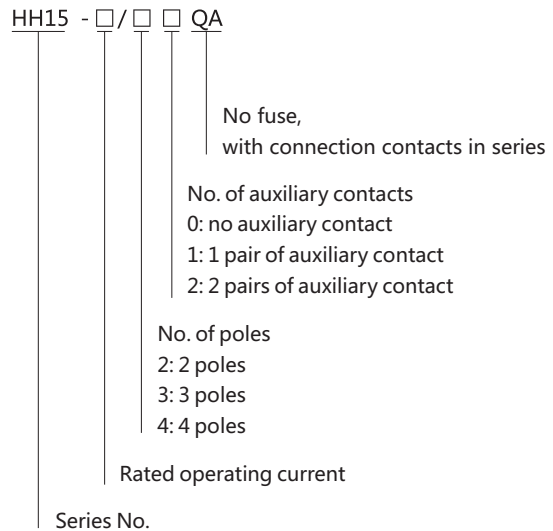 HH15 - □ / □ □ QA
No fuse,
with connection contacts in series
No. of auxiliary contacts
0: no auxiliary contact
1: 1 pair of auxiliary contact
2: 2 pairs of auxiliary contact
No. of poles
2: 2 poles
3: 3 poles
4: 4 poles
Rated operating current
Series No.